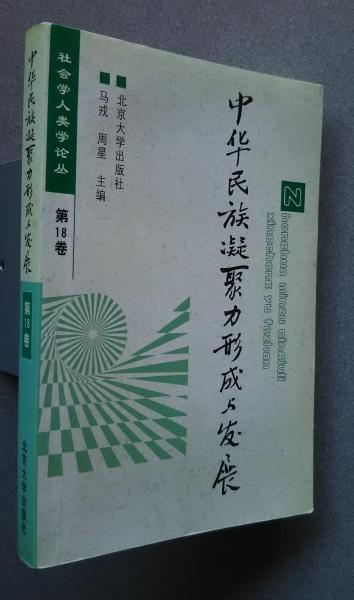 中华民族凝聚力形成与发展
第18卷
北京大学出版社
社会学人类学论丛
第18卷
北京大学出版社
马戎 周星 主编
中华民族凝聚力形成与发展
Zhonghua minzu ningjuli
xingcheng yu fazhan